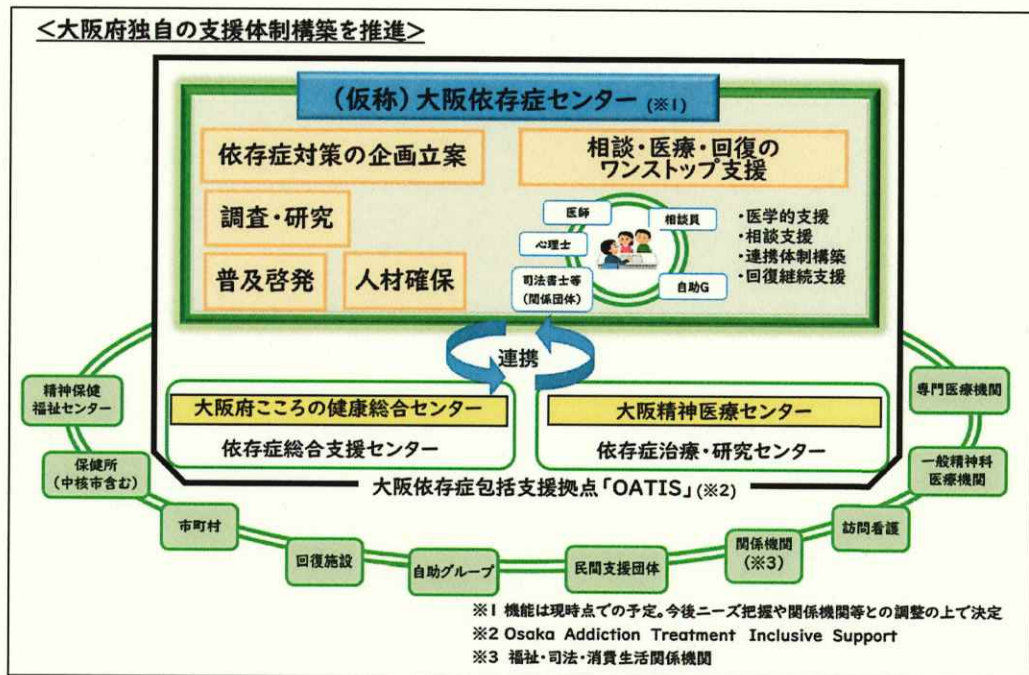 <大阪府独自の支援体制構築を推進>
(仮称)大阪依存症センター(※1)
依存症対策の企画立案
調査・研究
普及啓発
人材確保
相談・医療・回復の
ワンストップ支援
医師
相談員
心理士
司法書士等
(関係団体)
自助G
・医学的支援
・相談支援
・連携体制構築
・回復継続支援
連携
大阪府こころの健康総合センター
依存症総合支援センター
大阪精神医療センター
依存症治療・研究センター
大阪依存症包括支援拠点「OATIS」(※2)
精神保健
福祉センター
保健所
(中核市含む)
市町村
回復施設
自助グループ
民間支援団体
関係機関
(※3)
訪問看護
一般精神科
医療機関
専門医療機関
※1 機能は現時点での予定。今後ニーズ把握や関係機関等との調整の上で決定
※2 Osaka Addiction Treatment Inclusive Support
※3 福祉・司法・消費生活関係機関